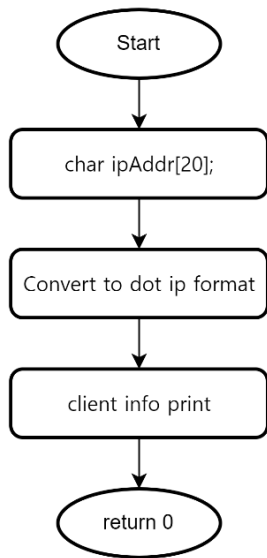 Start
char ipAddr[20];
Convert to dot ip format
client info print
return 0